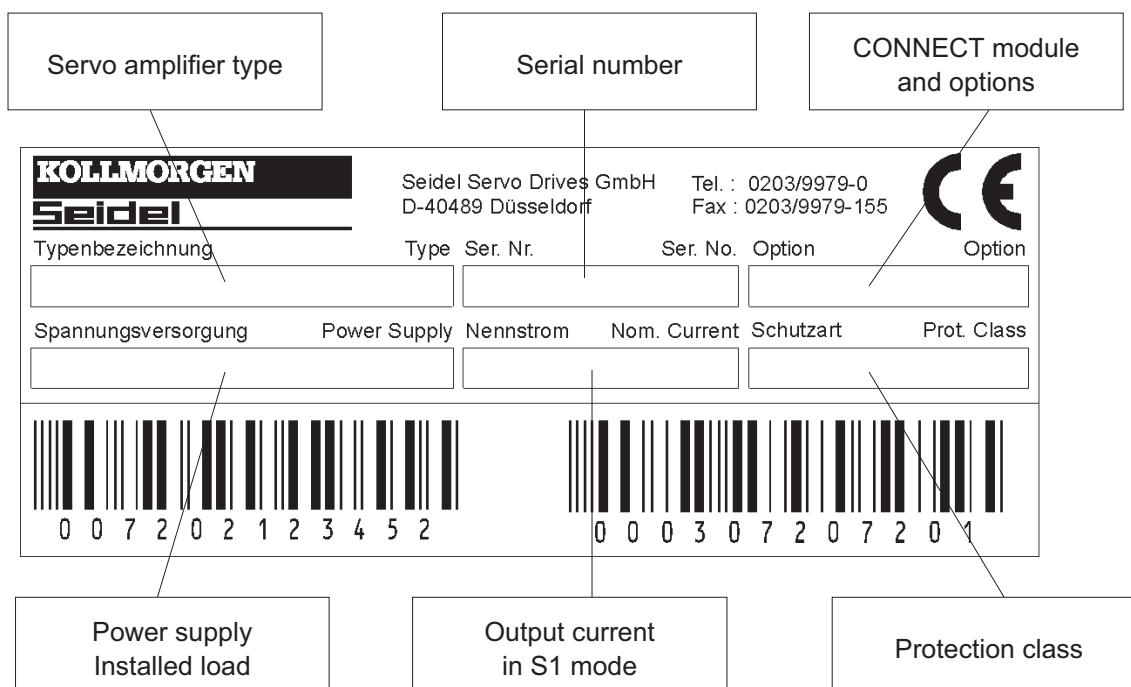 Servo amplifier type
Serial number
CONNECT module
and options
KOLLMORGEN
Seidel
Seidel Servo Drives GmbH
D-40489 Düsseldorf
Tel. : 0203/9979-0
Fax : 0203/9979-155
CE
Typenbezeichnung Type
Ser. Nr. Ser. No.
Option Option
Spannungsversorgung Power Supply
Nennstrom Nom. Current
Schutzart Prot. Class
0 0 7 2 0 2 1 2 3 4 5 2
0 0 0 3 0 7 2 0 7 2 0 1
Power supply
Installed load
Output current
in S1 mode
Protection class